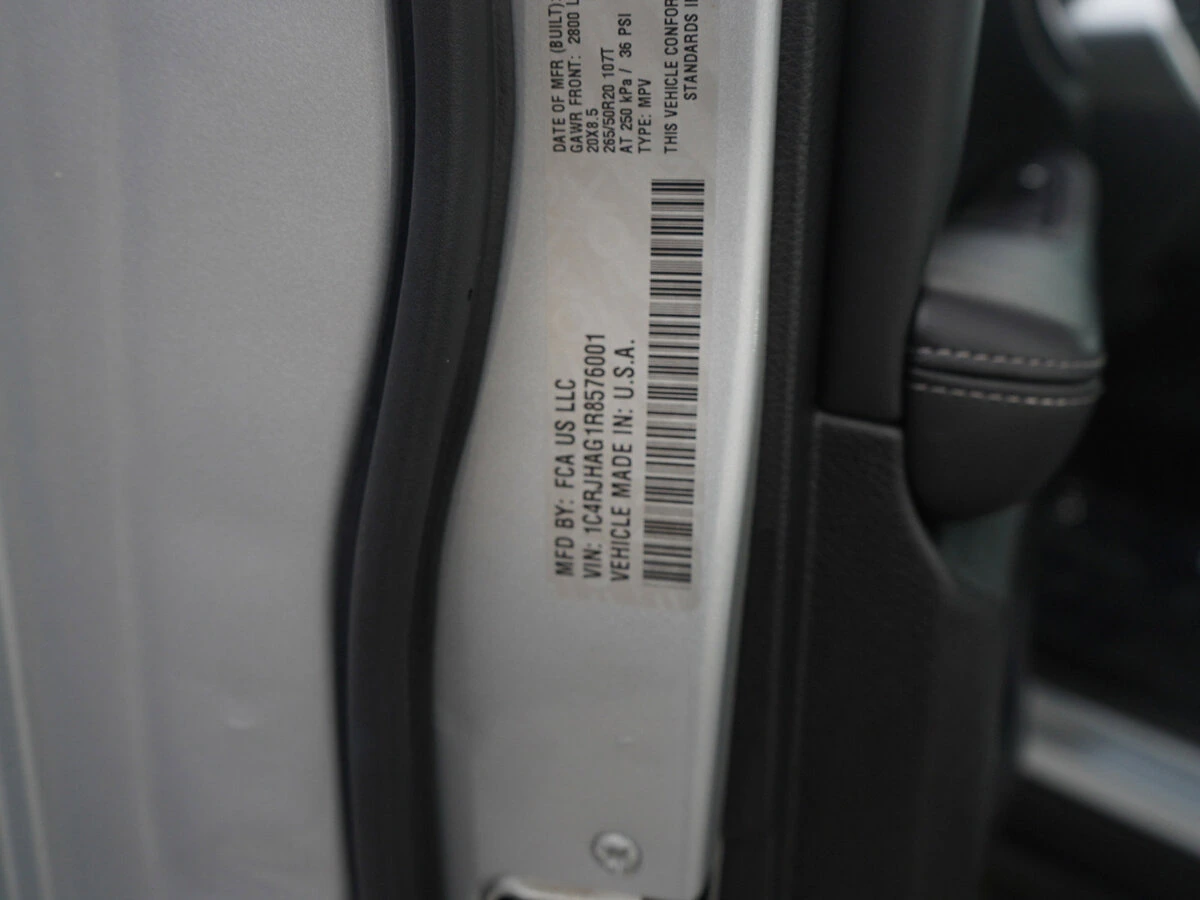 MFD BY: FCA US LLC
VIN: 1C4RJHAG1R8576001
VEHICLE MADE IN: U.S.A.
DATE OF MFR (BUILT):
GAWR FRONT: 2800 L
20X8.5
265/50R20 107T
AT 250 kPa / 36 PSI
TYPE: MPV
THIS VEHICLE CONFOR
STANDARDS I